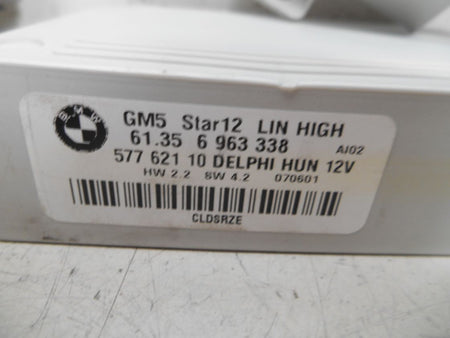 BMW
GM5 Star12 LIN HIGH
61.35 6 963 338 AI02
577 621 10 DELPHI HUN 12V
HW 2.2 SW 4.2 070601
CLDSRZE